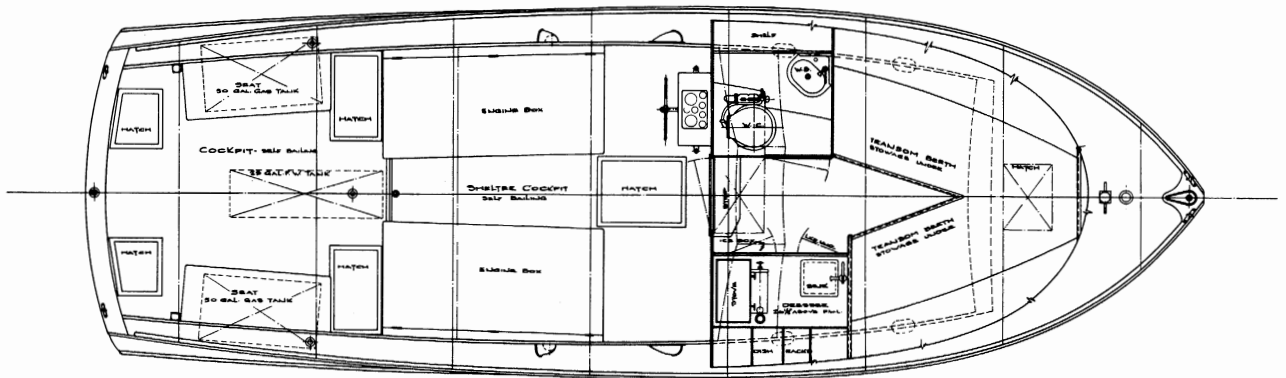 SHELF
W.B.
W.C.
SEAT
50 GAL. GAS TANK
HATCH
HATCH
ENGINE BOX
COCKPIT - SELF BAILING
35 GAL. F.W. TANK
SHELTER COCKPIT
SELF BAILING
HATCH
TRANSOM BERTH
STOWAGE UNDER
HATCH
TRANSOM BERTH
STOWAGE UNDER
ICE BOX
HATCH
HATCH
SEAT
50 GAL. GAS TANK
ENGINE BOX
SINK
DRESSER
DISH RACKS